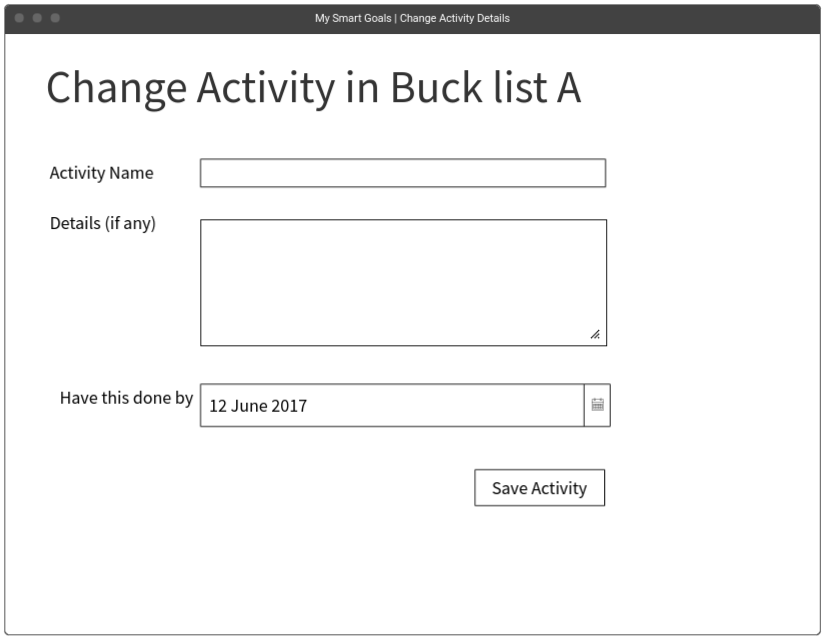 My Smart Goals | Change Activity Details
Change Activity in Buck list A
Activity Name
Details (if any)
Have this done by
12 June 2017
Save Activity